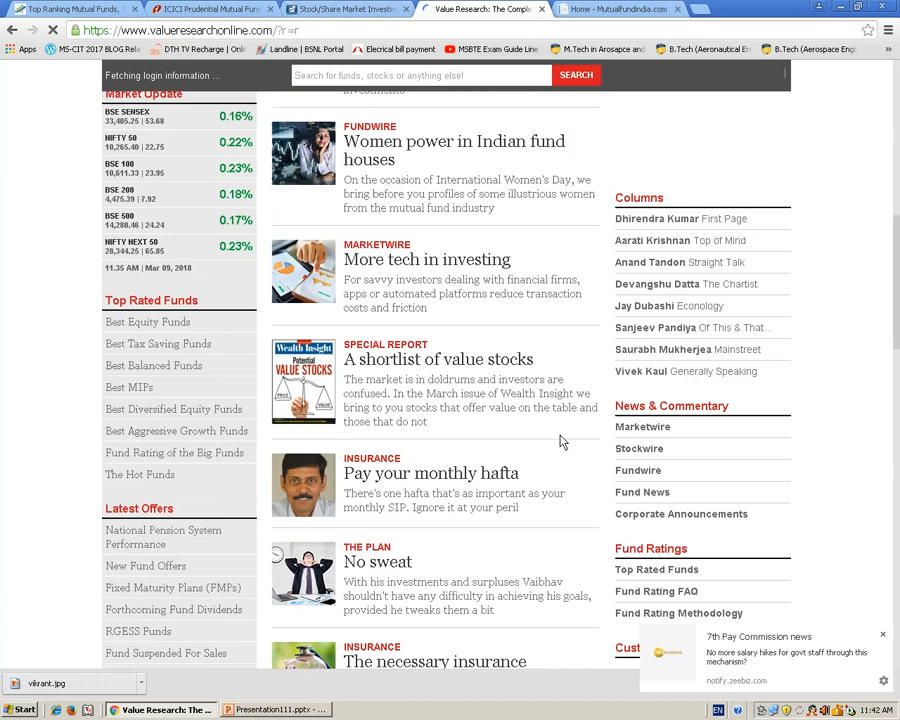 Top Ranking Mutual Funds,
ICICI Prudential Mutual Fun
Stock/Share Market Investing
Value Research: The Comple
Home - Mutualfundindia.com
https://www.valueresearchonline.com/?r=r
Apps
MS-CIT 2017 BLOG Rela
DTH TV Recharge | Onlin
Landline | BSNL Portal
Elecrical bill payment
MSBTE Exam Guide Line
M.Tech in Arosapce and
B.Tech(Aeronautical En
B.Tech(Aerospace Engi
Fetching login information ...
Search for funds, stocks or anything else!
SEARCH
Market Update
BSE SENSEX
33,405.25 | 53.68
0.16%
NIFTY 50
10,265.40 | 22.75
0.22%
BSE 100
10,611.33 | 23.95
0.23%
BSE 200
4,475.39 | 7.92
0.18%
BSE 500
14,280.46 | 24.24
0.17%
NIFTY NEXT 50
28,344.25 | 65.85
0.23%
11.35 AM | Mar 09, 2018
Top Rated Funds
Best Equity Funds
Best Tax Saving Funds
Best Balanced Funds
Best MIPs
Best Diversified Equity Funds
Best Aggressive Growth Funds
Fund Rating of the Big Funds
The Hot Funds
Latest Offers
National Pension System
Performance
New Fund Offers
Fixed Maturity Plans (FMPs)
Forthcoming Fund Dividends
RGESS Funds
Fund Suspended For Sales
investments
FUNDWIRE
Women power in Indian fund
houses
On the occasion of International Women's Day, we
bring before you profiles of some illustrious women
from the mutual fund industry
MARKETWIRE
More tech in investing
For savvy investors dealing with financial firms,
apps or automated platforms reduce transaction
costs and friction
Wealth Insight
Potential
VALUE STOCKS
PRICE
VALUE
SPECIAL REPORT
A shortlist of value stocks
The market is in doldrums and investors are
confused. In the March issue of Wealth Insight we
bring to you stocks that offer value on the table and
those that do not
INSURANCE
Pay your monthly hafta
There's one hafta that's as important as your
monthly SIP. Ignore it at your peril
THE PLAN
No sweat
With his investments and surpluses Vaibhav
shouldn't have any difficulty in achieving his goals,
provided he tweaks them a bit
INSURANCE
The necessary insurance
Columns
Dhirendra Kumar First Page
Aarati Krishnan Top of Mind
Anand Tandon Straight Talk
Devangshu Datta The Chartist
Jay Dubashi Econology
Sanjeev Pandiya Of This & That...
Saurabh Mukherjea Mainstreet
Vivek Kaul Generally Speaking
News & Commentary
Marketwire
Stockwire
Fundwire
Fund News
Corporate Announcements
Fund Ratings
Top Rated Funds
Fund Rating FAQ
Fund Rating Methodology
Cust
7th Pay Commission news
No more salary hikes for govt staff through this
mechanism?
notify.zeebiz.com
vikrant.jpg
Start
Value Research: The...
Presentation111.pptx - ...
EN
11:42 AM